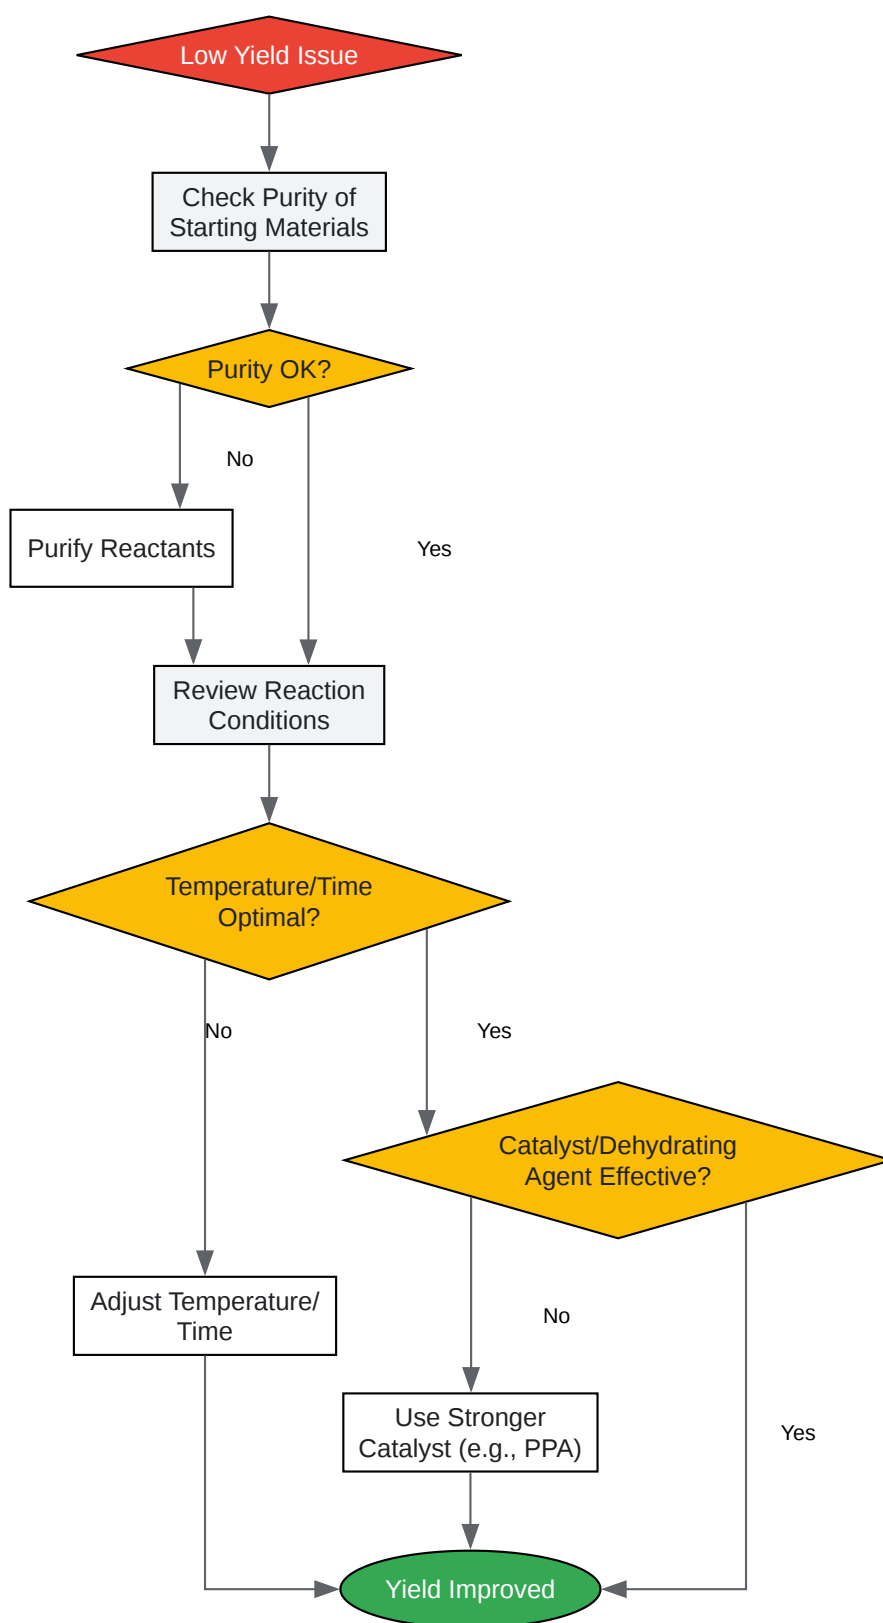 Low Yield Issue
Check Purity of
Starting Materials
Purity OK?
No
Purify Reactants
Yes
Review Reaction
Conditions
Temperature/Time
Optimal?
No
Yes
Catalyst/Dehydrating
Agent Effective?
Adjust Temperature/
Time
No
Use Stronger
Catalyst (e.g., PPA)
Yes
Yield Improved